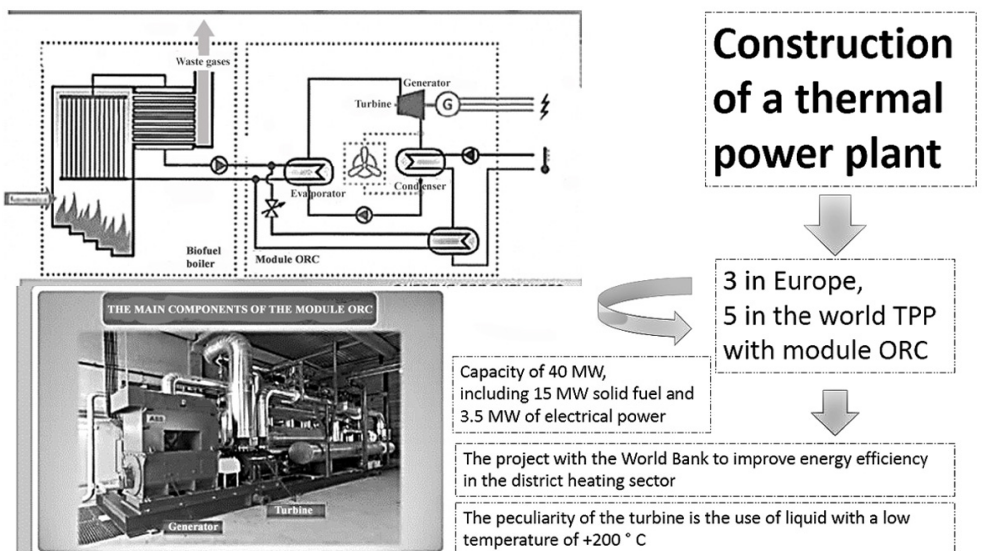 Waste gases
Generator
Turbine
G
Evaporator
Condenser
Biofuel
boiler
Module ORC
THE MAIN COMPONENTS OF THE MODULE ORC
ABB
Generator
Turbine
Construction
of a thermal
power plant
3 in Europe,
5 in the world TPP
with module ORC
Capacity of 40 MW,
including 15 MW solid fuel and
3.5 MW of electrical power
The project with the World Bank to improve energy efficiency
in the district heating sector
The peculiarity of the turbine is the use of liquid with a low
temperature of +200 ° C